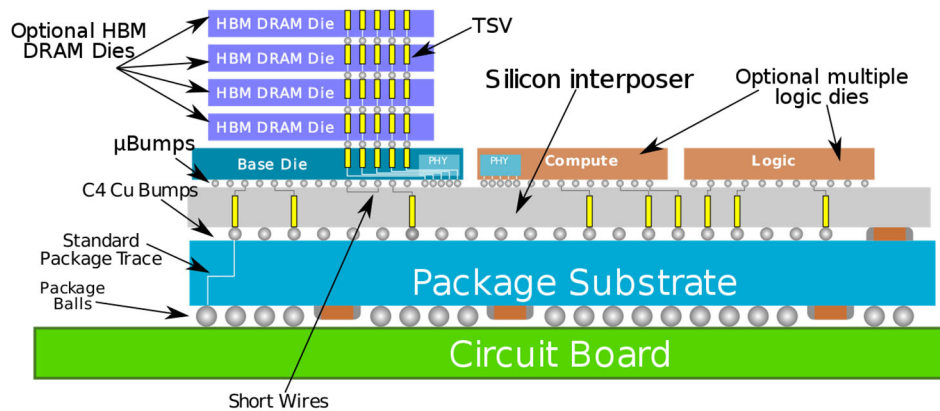 HBM DRAM Die
Optional HBM
DRAM Dies
TSV
HBM DRAM Die
Silicon interposer
Optional multiple
logic dies
HBM DRAM Die
HBM DRAM Die
µBumps
Base Die
PHY
PHY
Compute
Logic
C4 Cu Bumps
Standard
Package Trace
Package Substrate
Package
Balls
Circuit Board
Short Wires